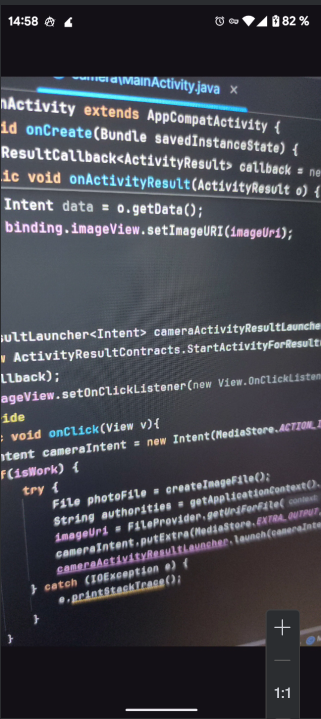 14:58 82 %
camera\MainActivity.java ×
nActivity extends AppCompatActivity {
id onCreate(Bundle savedInstanceState) {
ResultCallback<ActivityResult> callback = ne
ic void onActivityResult(ActivityResult o) {
Intent data = o.getData();
binding.imageView.setImageURI(imageUri);
sultLauncher<Intent> cameraActivityResultLaunche
w ActivityResultContracts.StartActivityForResult
llback);
ageView.setOnClickListener(new View.OnClickListen
ide
c void onClick(View v){
ntent cameraIntent = new Intent(MediaStore.ACTION_I
f(isWork) {
try {
File photoFile = createImageFile();
String authorities = getApplicationContext().
imageUri = FileProvider.getUriForFile( context:
cameraIntent.putExtra(MediaStore.EXTRA_OUTPUT,
cameraActivityResultLauncher.launch(cameraInte
} catch (IOException e) {
e.printStackTrace();
}
}
+
1:1